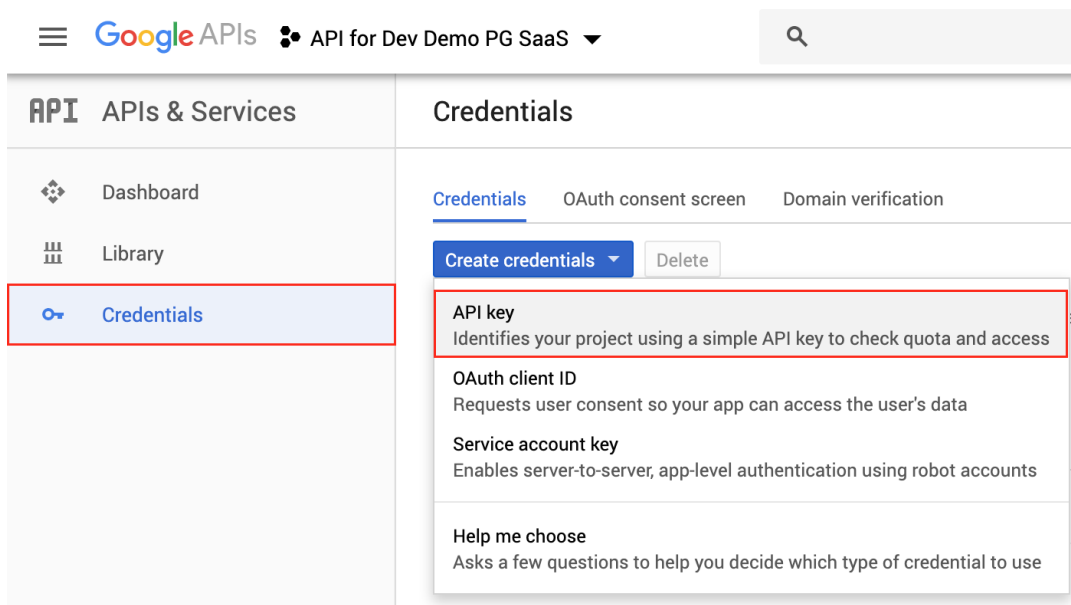 Google APIs
API for Dev Demo PG SaaS
API APIs & Services
Credentials
Dashboard
Library
Credentials
Credentials OAuth consent screen Domain verification
Create credentials Delete
API key
Identifies your project using a simple API key to check quota and access
OAuth client ID
Requests user consent so your app can access the user's data
Service account key
Enables server-to-server, app-level authentication using robot accounts
Help me choose
Asks a few questions to help you decide which type of credential to use